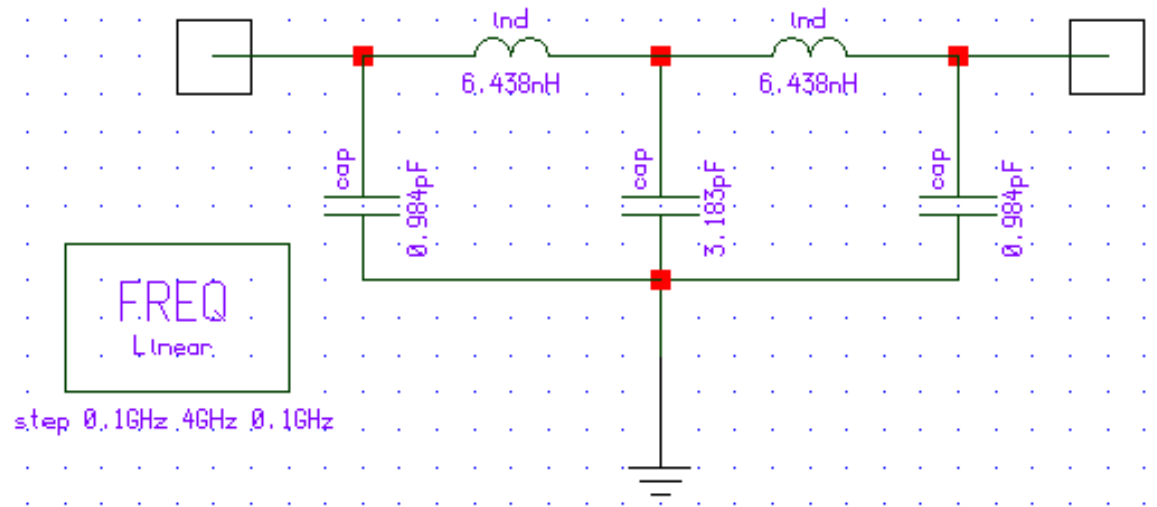 Ind
Ind
6.438nH
6.438nH
cap
0.984pF
cap
3.183pF
cap
0.984pF
FREQ
Linear
step 0.1GHz 4GHz 0.1GHz